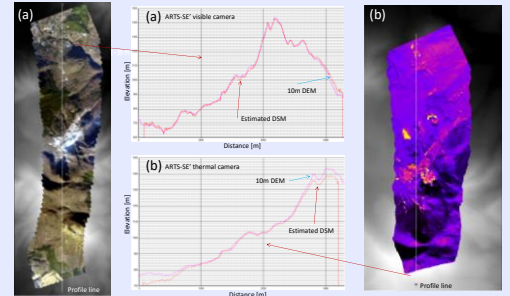 (a)
Profile line
(a) ARTS-SE' visible camera
Elevation [m]
10m DEM
Estimated DSM
Distance [m]
(b) ARTS-SE' thermal camera
Elevation [m]
10m DEM
Estimated DSM
Distance [m]
(b)
Profile line